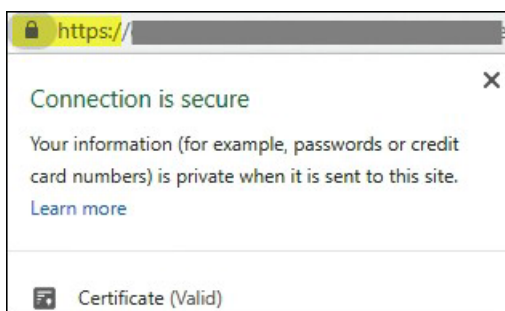 https://
Connection is secure
Your information (for example, passwords or credit
card numbers) is private when it is sent to this site.
Learn more
Certificate (Valid)